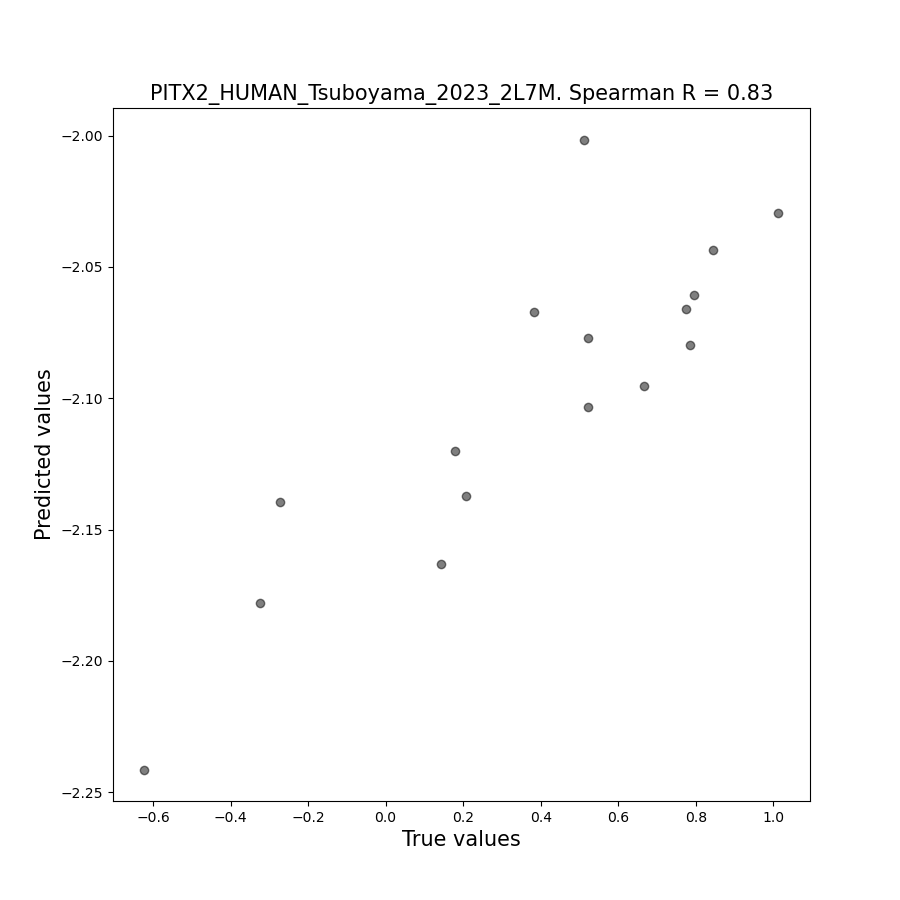 PITX2_HUMAN_Tsuboyama_2023_2L7M. Spearman R = 0.83
−2.00
−2.05
−2.10
−2.15
−2.20
−2.25
Predicted values
−0.6 −0.4 −0.2 0.0 0.2 0.4 0.6 0.8 1.0
True values